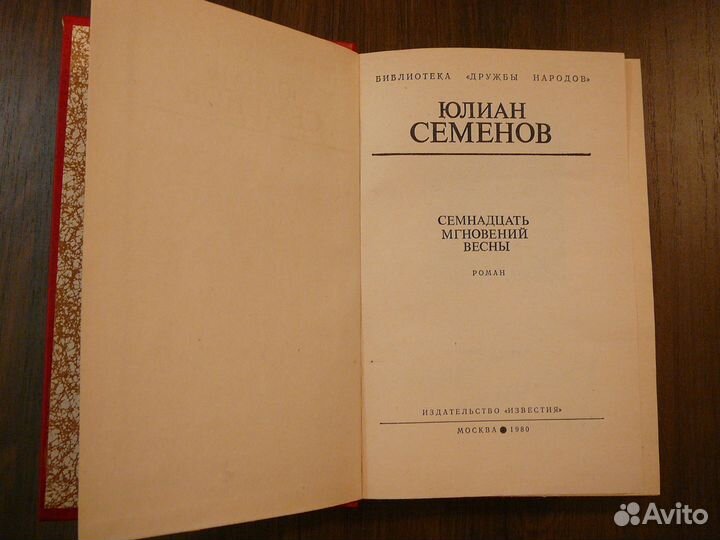 БИБЛИОТЕКА «ДРУЖБЫ НАРОДОВ»
ЮЛИАН
СЕМЕНОВ
СЕМНАДЦАТЬ
МГНОВЕНИЙ
ВЕСНЫ
РОМАН
ИЗДАТЕЛЬСТВО «ИЗВЕСТИЯ»
МОСКВА ● 1980
Avito